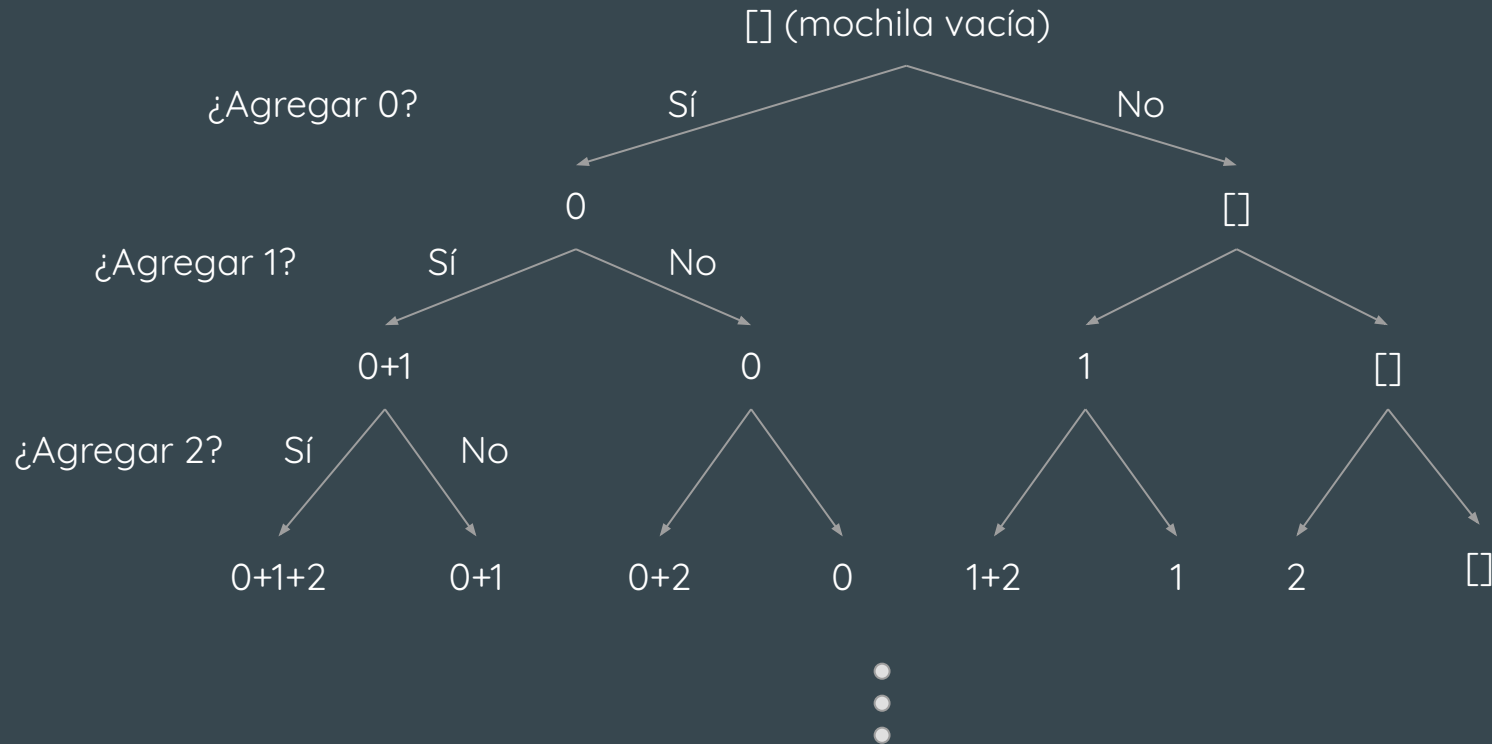 [] (mochila vacía)
¿Agregar 0? Sí No
0 []
¿Agregar 1? Sí No
0+1 0 1 []
¿Agregar 2? Sí No
0+1+2 0+1 0+2 0 1+2 1 2 []